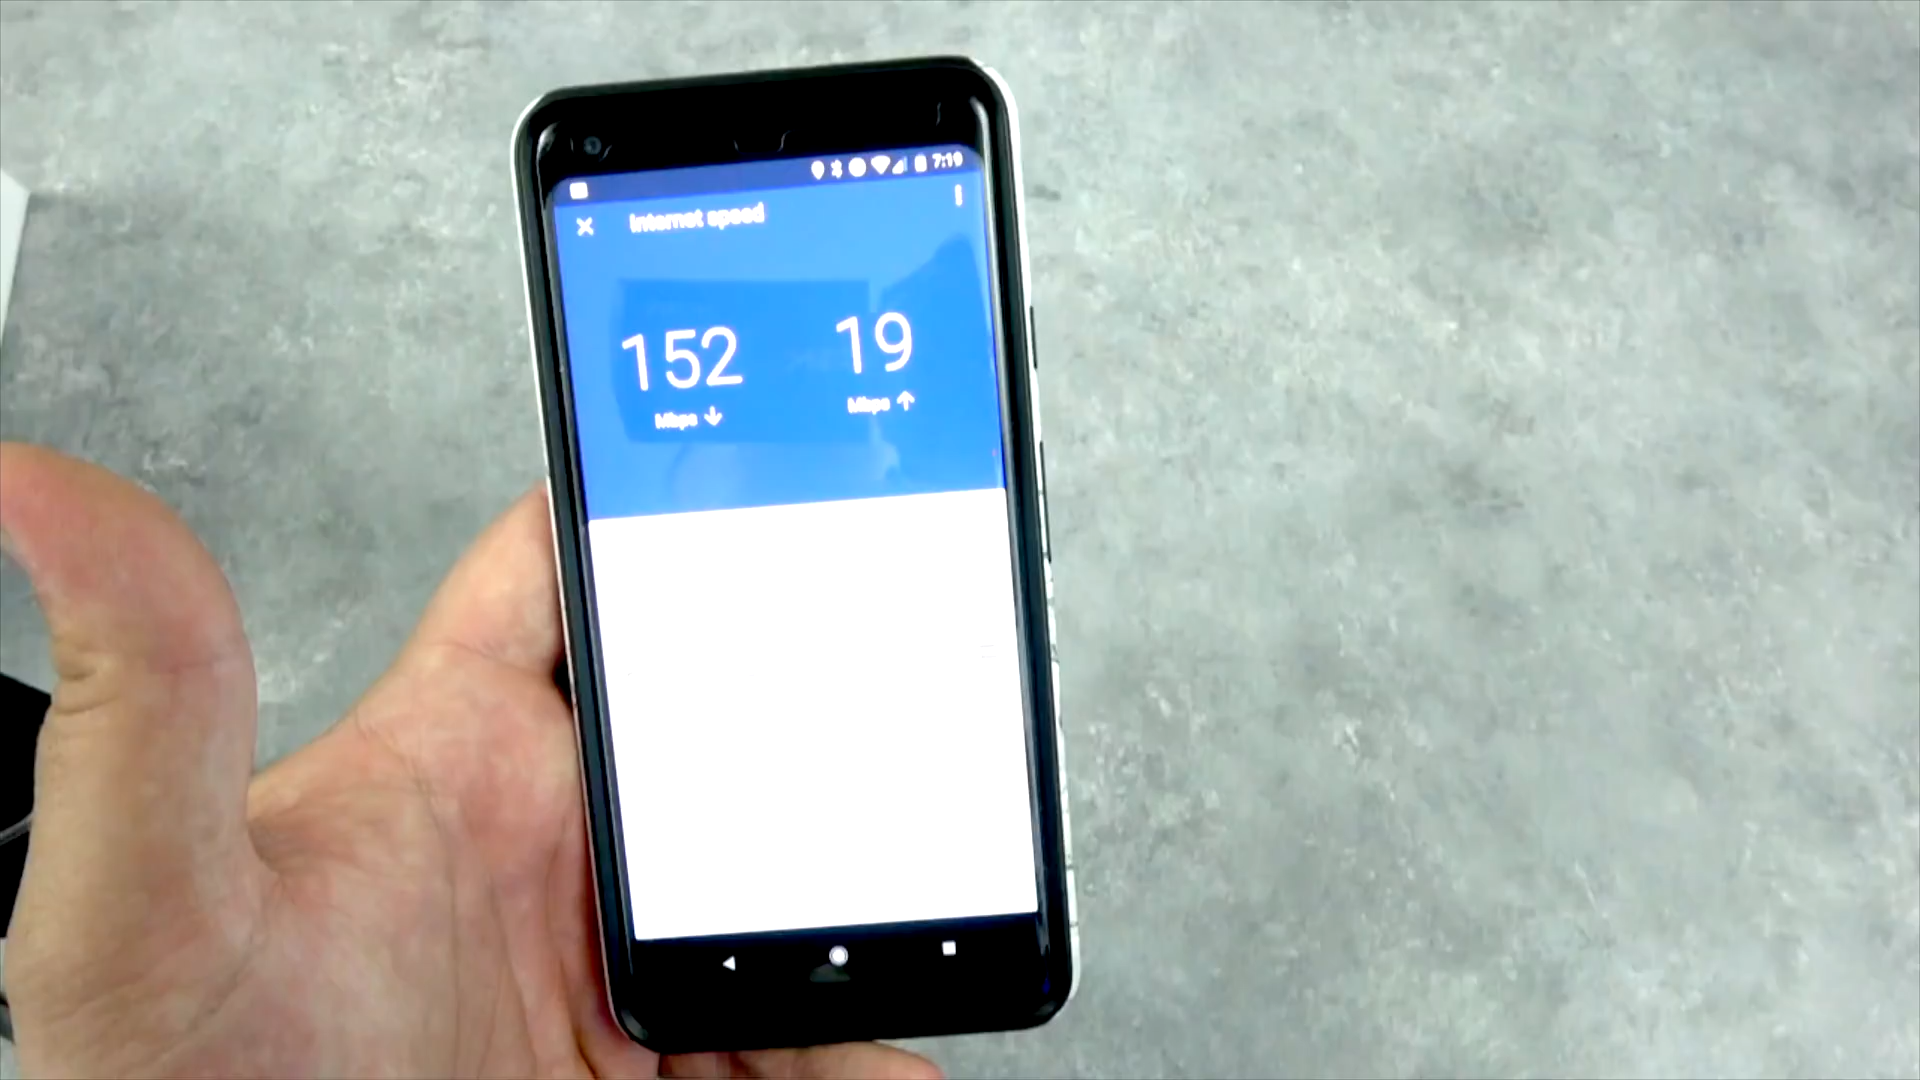 7:19
Internet speed
152 19
Mbps ↓ Mbps ↑